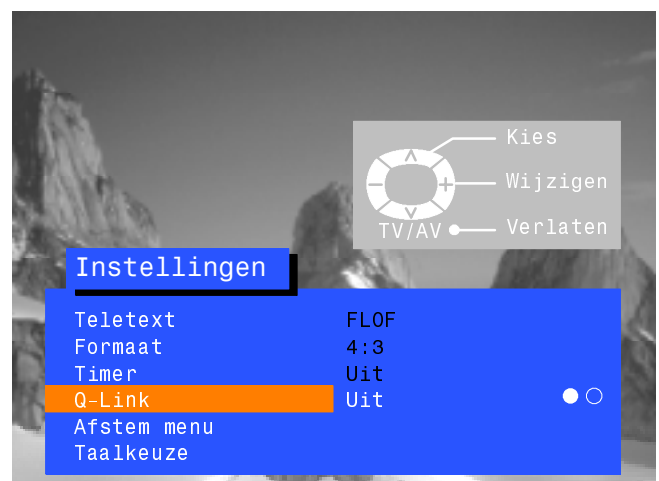 Kies
Wijzigen
TV/AV Verlaten
Instellingen
Teletext FLOF
Formaat 4:3
Timer Uit
Q-Link Uit
Afstem menu
Taalkeuze